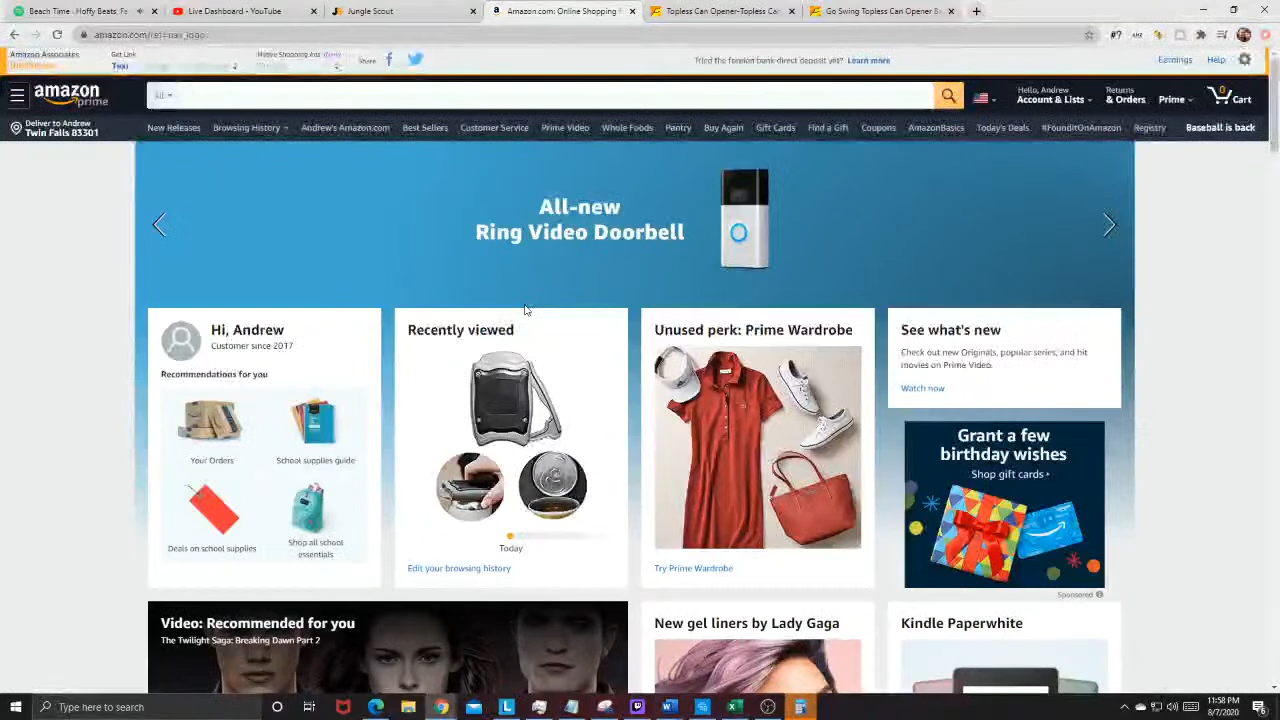 Beach Time - Hoffy Beats
Fo
Upcoming - YouTube
Jungle Scout
Amazon.com: Online Shopping
Topless Can Opener-Topless
Can
Go Swing Topless Can Opener
Bo
Amazon Associates
Get Link
Text
Share
Tried the foreign bank-direct deposit yet? Learn more
Earnings
Help
amazon
prime
All
Hello, Andrew
Account & Lists
Returns
& Orders
Prime
0
Cart
Deliver to Andrew
Twin Falls 83301
New Releases
Browsing History
Andrew's Amazon.com
Best Sellers
Customer Service
Prime Video
Whole Foods
Pantry
Buy Again
Gift Cards
Find a Gift
Coupons
AmazonBasics
Today's Deals
#FoundItOnAmazon
Registry
Baseball is back
All-new
Ring Video Doorbell
Hi, Andrew
Customer since 2017
Recommendations for you
Your Orders
School supplies guide
Deals on school supplies
Shop all school
essentials
Recently viewed
Today
Edit your browsing history
Unused perk: Prime Wardrobe
Try Prime Wardrobe
See what's new
Check out new Originals, popular series, and hit
movies on Prime Video.
Watch now
Grant a few
birthday wishes
Shop gift cards
Sponsored
Video: Recommended for you
The Twilight Saga: Breaking Dawn Part 2
New gel liners by Lady Gaga
Kindle Paperwhite
Type here to search
11:58 PM
8/7/2020